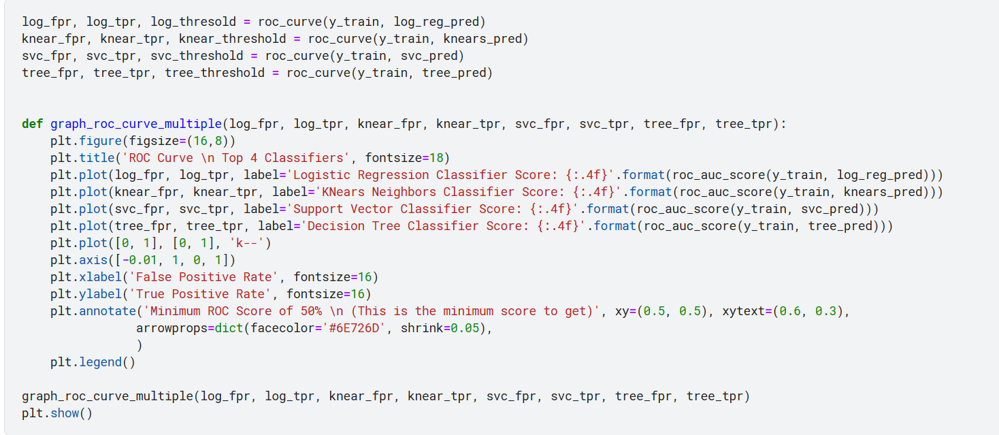 log_fpr, log_tpr, log_thresold = roc_curve(y_train, log_reg_pred)
knear_fpr, knear_tpr, knear_threshold = roc_curve(y_train, knears_pred)
svc_fpr, svc_tpr, svc_threshold = roc_curve(y_train, svc_pred)
tree_fpr, tree_tpr, tree_threshold = roc_curve(y_train, tree_pred)
def graph_roc_curve_multiple(log_fpr, log_tpr, knear_fpr, knear_tpr, svc_fpr, svc_tpr, tree_fpr, tree_tpr):
    plt.figure(figsize=(16,8))
    plt.title('ROC Curve \n Top 4 Classifiers', fontsize=18)
    plt.plot(log_fpr, log_tpr, label='Logistic Regression Classifier Score: {:.4f}'.format(roc_auc_score(y_train, log_reg_pred)))
    plt.plot(knear_fpr, knear_tpr, label='KNears Neighbors Classifier Score: {:.4f}'.format(roc_auc_score(y_train, knears_pred)))
    plt.plot(svc_fpr, svc_tpr, label='Support Vector Classifier Score: {:.4f}'.format(roc_auc_score(y_train, svc_pred)))
    plt.plot(tree_fpr, tree_tpr, label='Decision Tree Classifier Score: {:.4f}'.format(roc_auc_score(y_train, tree_pred)))
    plt.plot([0, 1], [0, 1], 'k--')
    plt.axis([-0.01, 1, 0, 1])
    plt.xlabel('False Positive Rate', fontsize=16)
    plt.ylabel('True Positive Rate', fontsize=16)
    plt.annotate('Minimum ROC Score of 50% \n (This is the minimum score to get)', xy=(0.5, 0.5), xytext=(0.6, 0.3),
                arrowprops=dict(facecolor='#6E726D', shrink=0.05),
                )
    plt.legend()
graph_roc_curve_multiple(log_fpr, log_tpr, knear_fpr, knear_tpr, svc_fpr, svc_tpr, tree_fpr, tree_tpr)
plt.show()